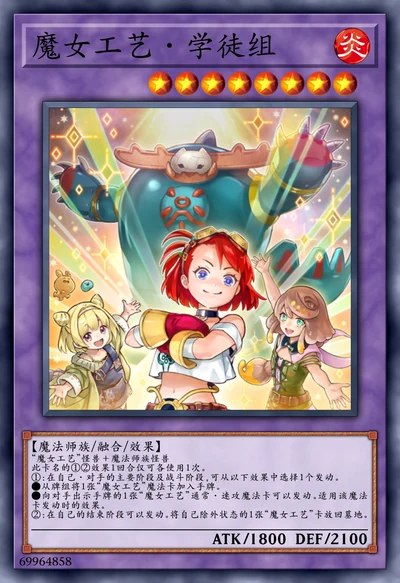 魔女工艺·学徒组
炎
【魔法师族/融合/效果】
“魔女工艺”怪兽+魔法师族怪兽
此卡名的①②效果1回合仅可各使用1次。
①:在自己·对手的主要阶段及战斗阶段,可从以下效果中选择1个发动。
●从牌组将1张“魔女工艺”魔法卡加入手牌。
●向对手出示手牌的1张“魔女工艺”通常·速攻魔法卡可以发动。适用该魔法
卡发动时的效果。
②:在自己的结束阶段可以发动。将自己除外状态的1张“魔女工艺”卡放回墓地。
ATK/1800 DEF/2100
69964858